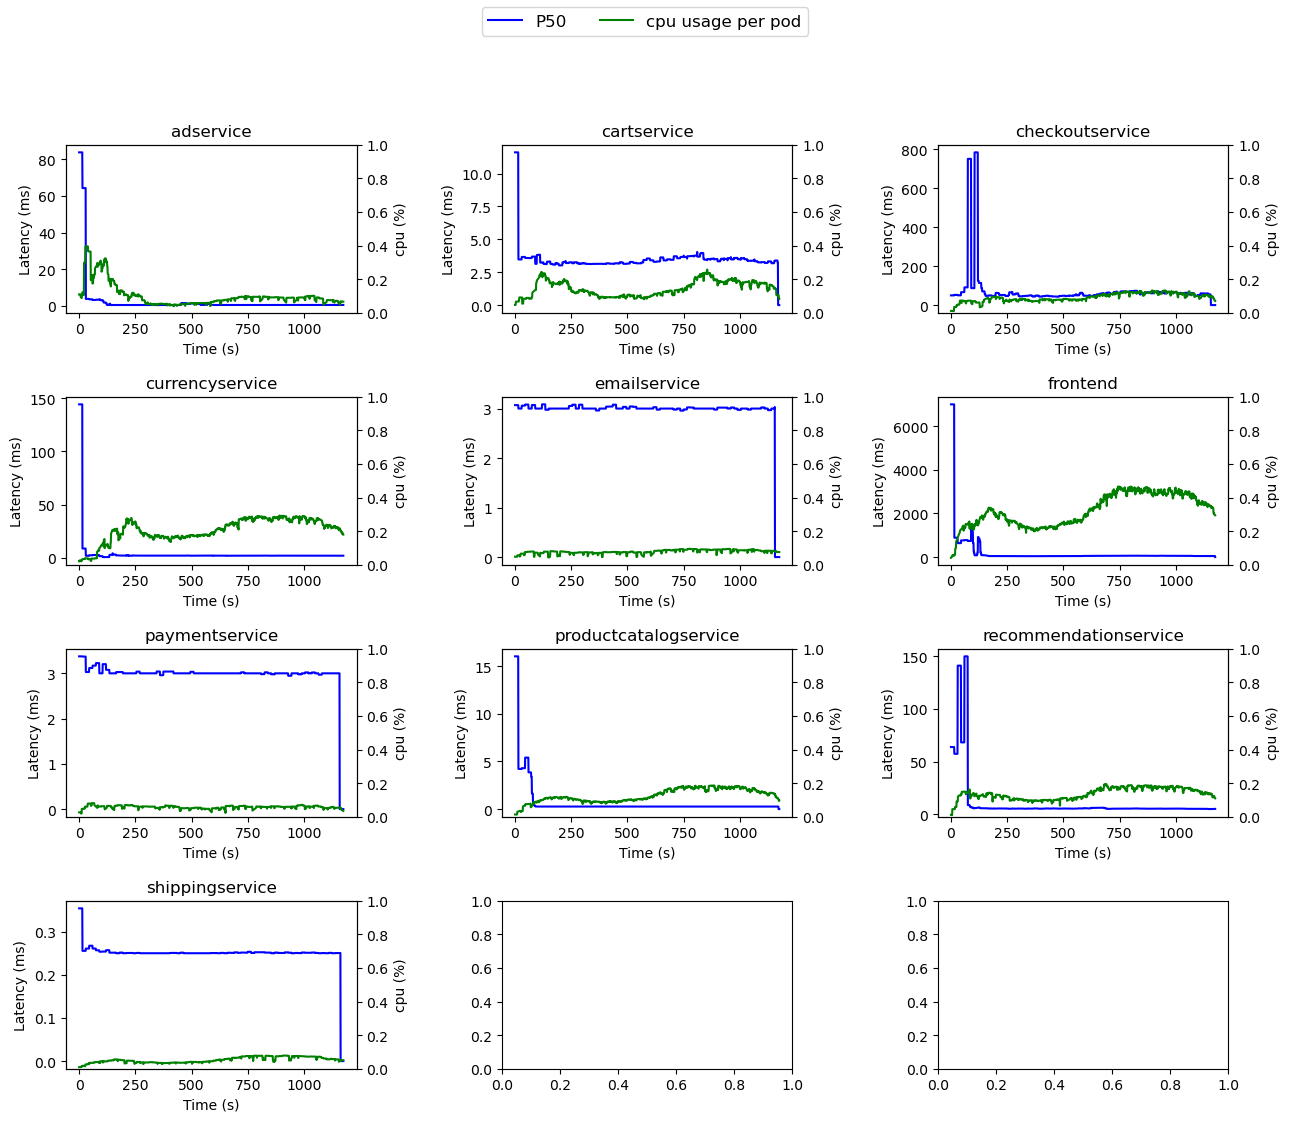 P50 cpu usage per pod
adservice
Latency (ms)
80
60
40
20
0
1.0
0.8
0.6
0.4
0.2
0.0
cpu (%)
0 250 500 750 1000
Time (s)
cartservice
Latency (ms)
10.0
7.5
5.0
2.5
0.0
1.0
0.8
0.6
0.4
0.2
0.0
cpu (%)
0 250 500 750 1000
Time (s)
checkoutservice
Latency (ms)
800
600
400
200
0
1.0
0.8
0.6
0.4
0.2
0.0
cpu (%)
0 250 500 750 1000
Time (s)
currencyservice
Latency (ms)
150
100
50
0
1.0
0.8
0.6
0.4
0.2
0.0
cpu (%)
0 250 500 750 1000
Time (s)
emailservice
Latency (ms)
3
2
1
0
1.0
0.8
0.6
0.4
0.2
0.0
cpu (%)
0 250 500 750 1000
Time (s)
frontend
Latency (ms)
6000
4000
2000
0
1.0
0.8
0.6
0.4
0.2
0.0
cpu (%)
0 250 500 750 1000
Time (s)
paymentservice
Latency (ms)
3
2
1
0
1.0
0.8
0.6
0.4
0.2
0.0
cpu (%)
0 250 500 750 1000
Time (s)
productcatalogservice
Latency (ms)
15
10
5
0
1.0
0.8
0.6
0.4
0.2
0.0
cpu (%)
0 250 500 750 1000
Time (s)
recommendationservice
Latency (ms)
150
100
50
0
1.0
0.8
0.6
0.4
0.2
0.0
cpu (%)
0 250 500 750 1000
Time (s)
shippingservice
Latency (ms)
0.3
0.2
0.1
0.0
1.0
0.8
0.6
0.4
0.2
0.0
cpu (%)
0 250 500 750 1000
Time (s)
1.0
0.8
0.6
0.4
0.2
0.0
0.0 0.2 0.4 0.6 0.8 1.0
1.0
0.8
0.6
0.4
0.2
0.0
0.0 0.2 0.4 0.6 0.8 1.0